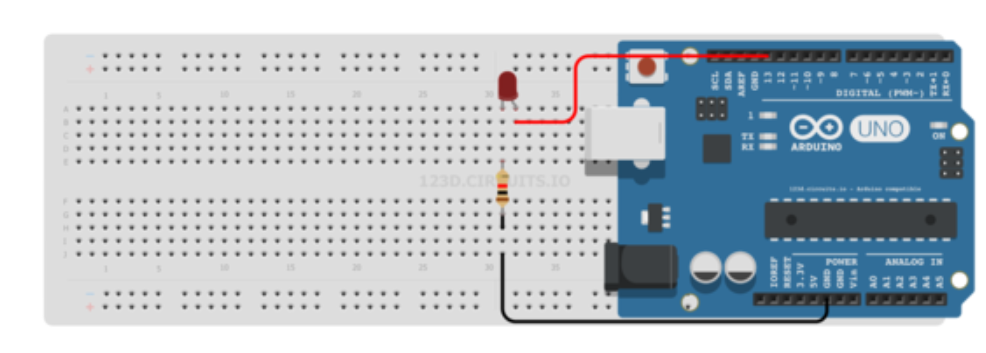 1 5 10 15 20 25 30 35
A
B
C
D
E
123D.CIRCUITS.IO
F
G
H
I
J
1 5 10 15 20 25 30 35
SCL
SDA
AREF
GND
13
12
~11
~10
~9
8
7
~6
~5
4
~3
2
TX▸1
RX◂0
DIGITAL (PWM~)
1
TX
RX
ARDUINO
UNO
ON
123d.circuits.io - Arduino compatible
POWER
ANALOG IN
IOREF
RESET
3.3V
5V
GND
GND
Vin
A0
A1
A2
A3
A4
A5